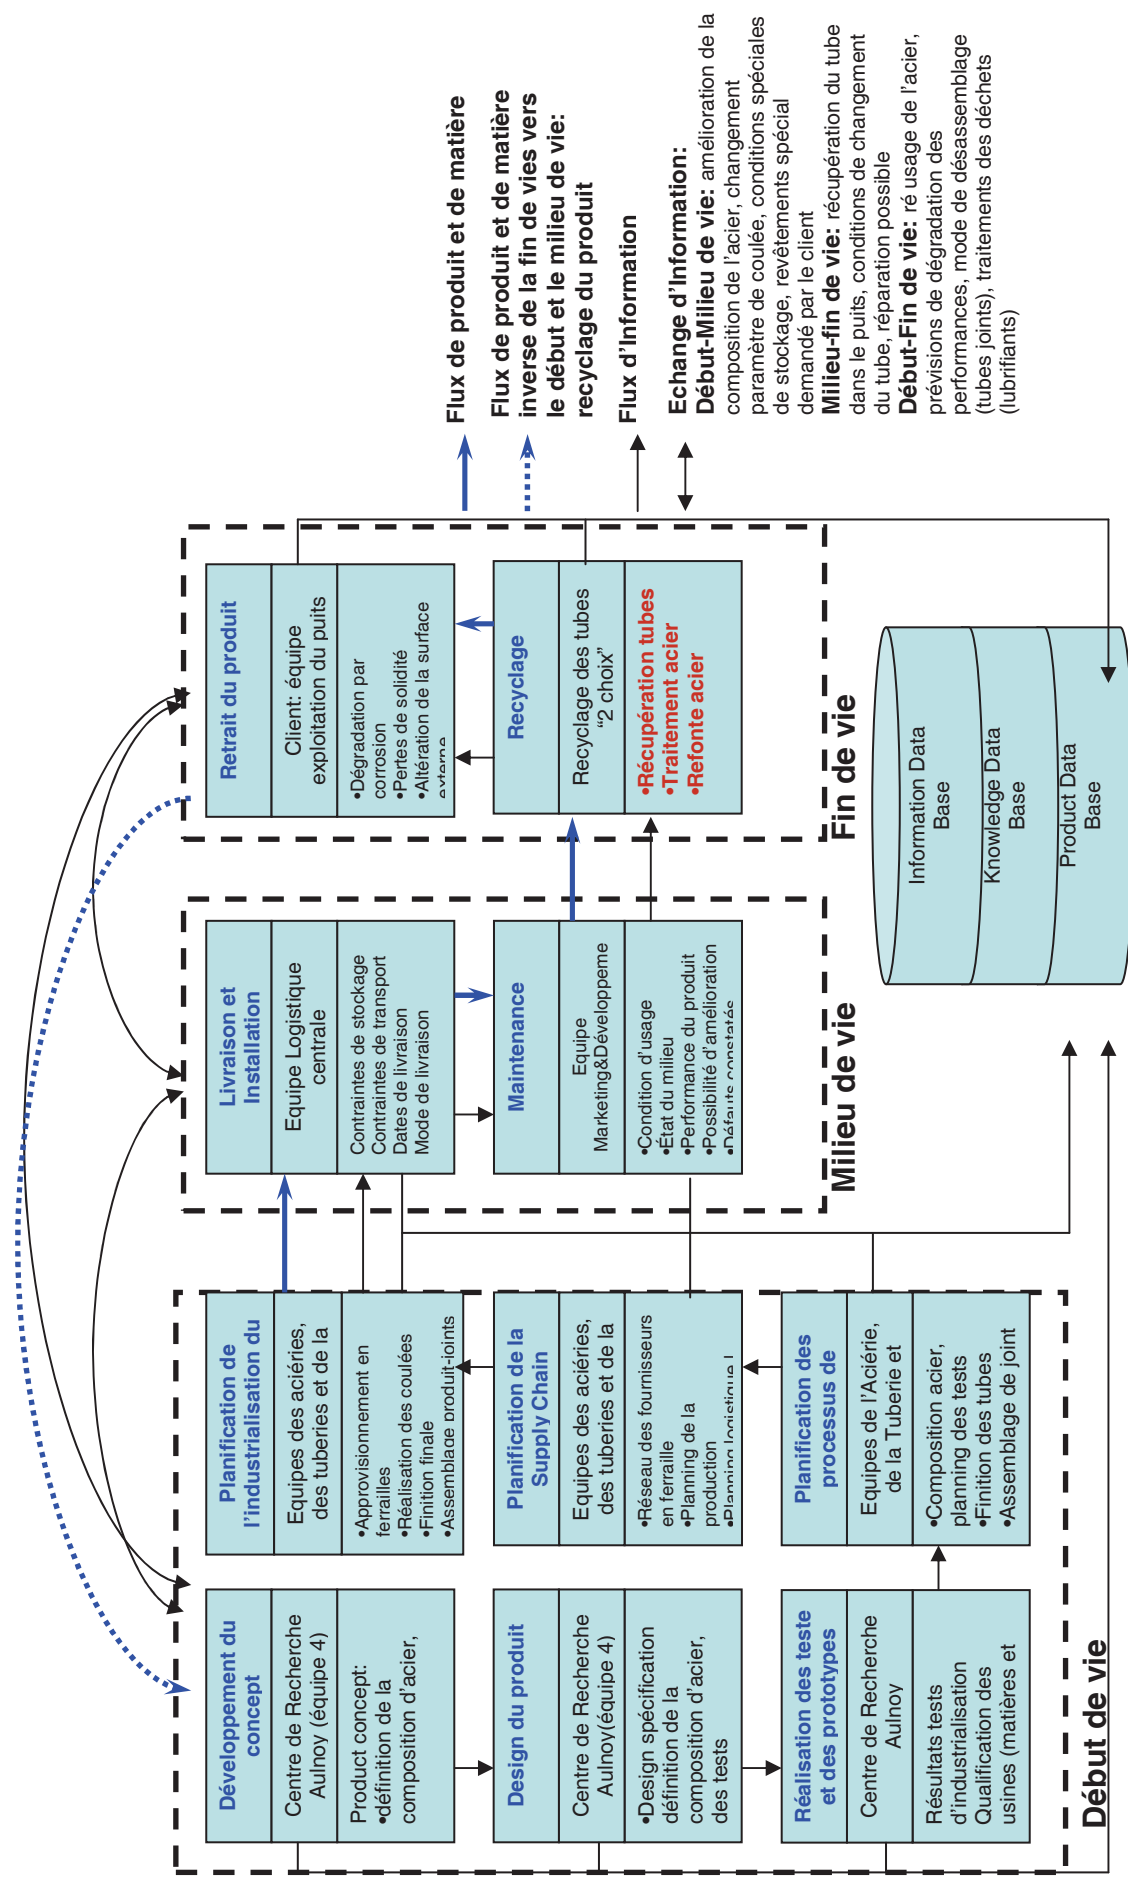 Développement du
concept
Centre de Recherche
Aulnoy (équipe 4)
Product concept:
•définition de la
composition d'acier,
Design du produit
Centre de Recherche
Aulnoy(équipe 4)
•Design spécification
définition de la
composition d'acier,
des tests
Réalisation des teste
et des prototypes
Centre de Recherche
Aulnoy
Résultats tests
d'industrialisation
Qualification des
usines (matières et
Planification de
l'industrialisation du
Equipes des aciéries,
des tuberies et de la
•Approvisionnement en
ferrailles
•Réalisation des coulées
•Finition finale
•Assemblage produit-joints
Planification de la
Supply Chain
Equipes des aciéries,
des tuberies et de la
•Réseau des fournisseurs
en ferraille
•Planning de la
production
•Planning logistique
Planification des
processus de
Equipes de l'Aciérie,
de la Tuberie et
•Composition acier,
planning des tests
•Finition des tubes
•Assemblage de joint
Début de vie
Livraison et
Installation
Equipe Logistique
centrale
Contraintes de stockage
Contraintes de transport
Dates de livraison
Mode de livraison
Maintenance
Equipe
Marketing&Développeme
•Condition d'usage
•État du milieu
•Performance du produit
•Possibilité d'amélioration
•Défauts constatés
Milieu de vie
Retrait du produit
Client: équipe
exploitation du puits
•Dégradation par
corrosion
•Pertes de solidité
•Altération de la surface
externe
Recyclage
Recyclage des tubes
“2 choix”
•Récupération tubes
•Traitement acier
•Refonte acier
Fin de vie
Information Data
Base
Knowledge Data
Base
Product Data
Base
Flux de produit et de matière
Flux de produit et de matière
inverse de la fin de vies vers
le début et le milieu de vie:
recyclage du produit
Flux d'Information
Echange d'Information:
Début-Milieu de vie: amélioration de la
composition de l'acier, changement
paramètre de coulée, conditions spéciales
de stockage, revêtements spécial
demandé par le client
Milieu-fin de vie: récupération du tube
dans le puits, conditions de changement
du tube, réparation possible
Début-Fin de vie: ré usage de l'acier,
prévisions de dégradation des
performances, mode de désassemblage
(tubes joints), traitements des déchets
(lubrifiants)